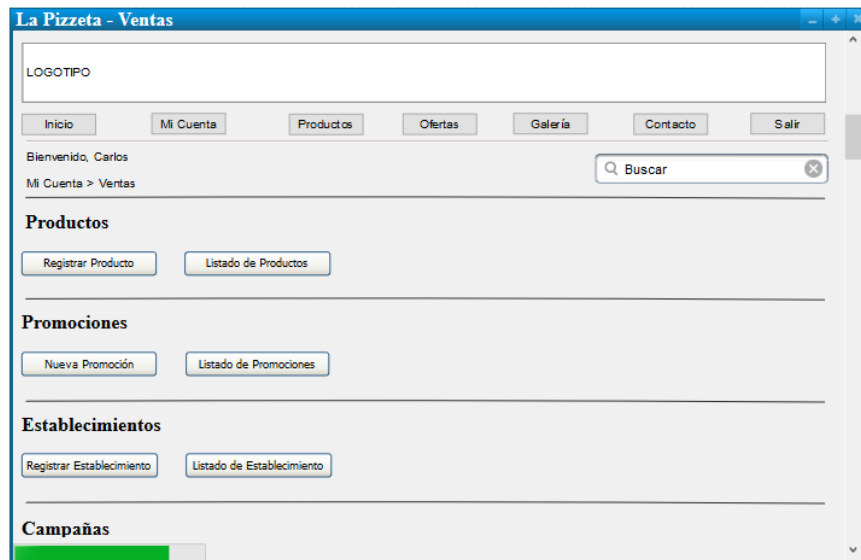 La Pizzeta - Ventas
LOGOTIPO
Inicio Mi Cuenta Productos Ofertas Galería Contacto Salir
Bienvenido, Carlos
Buscar
Mi Cuenta > Ventas
Productos
Registrar Producto Listado de Productos
Promociones
Nueva Promoción Listado de Promociones
Establecimientos
Registrar Establecimiento Listado de Establecimiento
Campañas